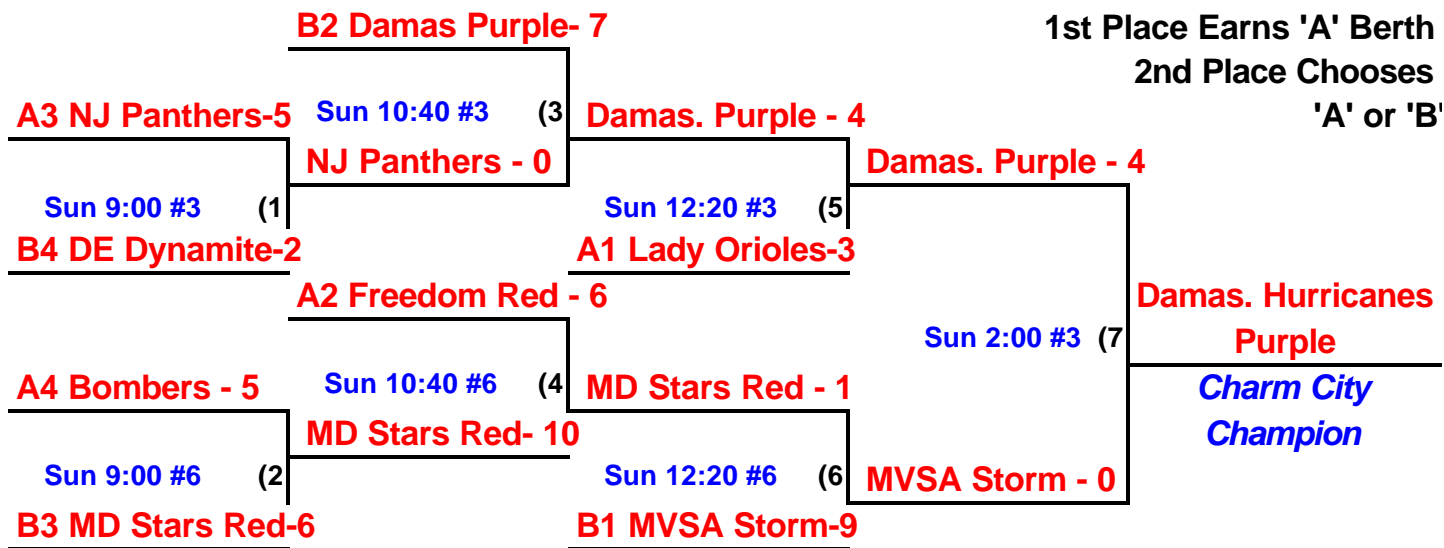 B2 Damas Purple- 7
1st Place Earns 'A' Berth
2nd Place Chooses
'A' or 'B'
A3 NJ Panthers-5
Sun 10:40 #3 (3
Damas. Purple - 4
NJ Panthers - 0
Damas. Purple - 4
Sun 9:00 #3 (1
Sun 12:20 #3 (5
B4 DE Dynamite-2
A1 Lady Orioles-3
A2 Freedom Red - 6
Damas. Hurricanes
Purple
Sun 2:00 #3 (7
A4 Bombers - 5
Sun 10:40 #6 (4
MD Stars Red - 1
Charm City
Champion
MD Stars Red- 10
Sun 9:00 #6 (2
Sun 12:20 #6 (6
MVSA Storm - 0
B3 MD Stars Red-6
B1 MVSA Storm-9